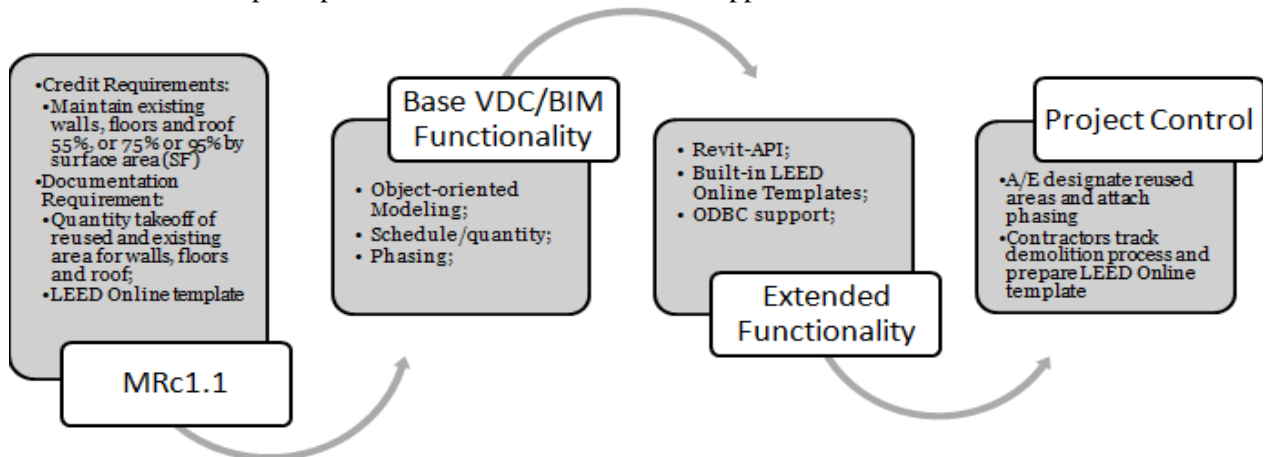 •Credit Requirements:
•Maintain existing
walls, floors and roof
55%, or 75% or 95% by
surface area (SF)
•Documentation
Requirement:
•Quantity takeoff of
reused and existing
area for walls, floors
and roof;
•LEED Online template
MRc1.1
Base VDC/BIM
Functionality
• Object-oriented
Modeling;
• Schedule/quantity;
• Phasing;
• Revit-API;
• Built-in LEED
Online Templates;
• ODBC support;
Extended
Functionality
Project Control
•A/E designate reused
areas and attach
phasing
•Contractors track
demolition process and
prepare LEED Online
template